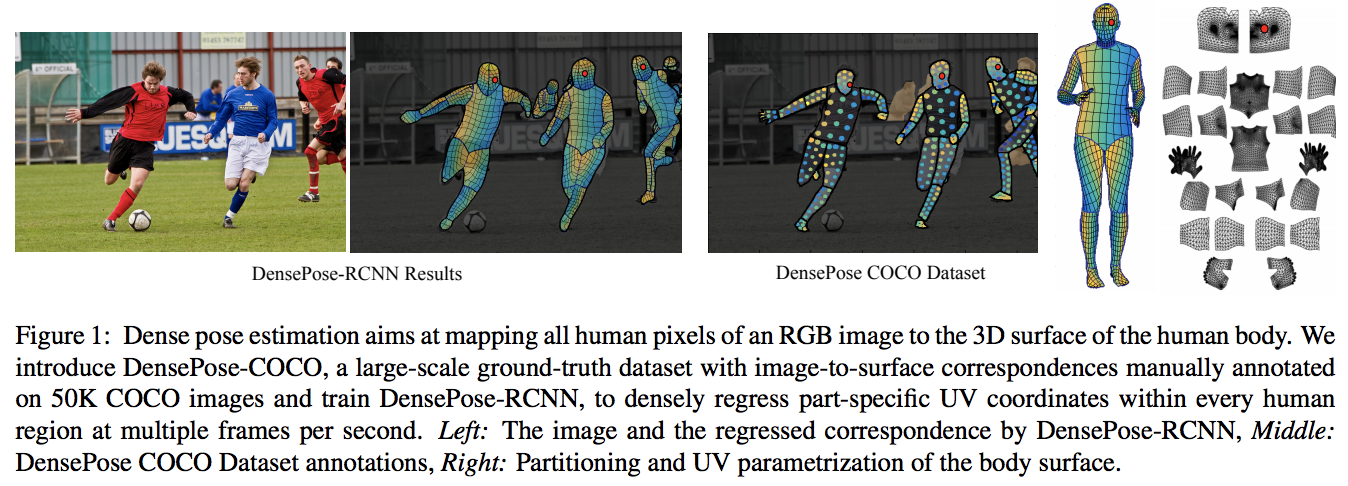 OFFICIAL
DensePose-RCNN Results
DensePose COCO Dataset
Figure 1: Dense pose estimation aims at mapping all human pixels of an RGB image to the 3D surface of the human body. We
introduce DensePose-COCO, a large-scale ground-truth dataset with image-to-surface correspondences manually annotated
on 50K COCO images and train DensePose-RCNN, to densely regress part-specific UV coordinates within every human
region at multiple frames per second. Left: The image and the regressed correspondence by DensePose-RCNN, Middle:
DensePose COCO Dataset annotations, Right: Partitioning and UV parametrization of the body surface.